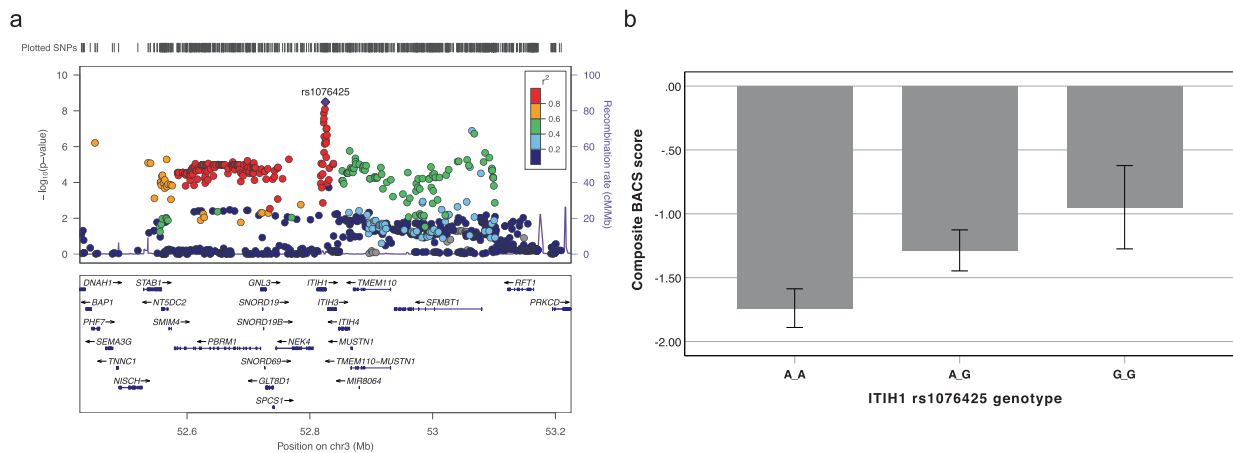 a
Plotted SNPs
rs1076425
r2
0.8
0.6
0.4
0.2
10
8
6
4
2
0
−log10(p−value)
100
80
60
40
20
0
Recombination rate (cM/Mb)
DNAH1 STAB1 GNL3 ITIH1 TMEM110 RFT1
BAP1 NT5DC2 SNORD19 ITIH3 SFMBT1 PRKCD
PHF7 SMIM4 SNORD19B ITIH4
SEMA3G PBRM1 NEK4 MUSTN1
TNNC1 SNORD69 TMEM110−MUSTN1
NISCH GLT8D1 MIR8064
SPCS1
52.6 52.8 53 53.2
Position on chr3 (Mb)
b
.00
-.50
-1.00
-1.50
-2.00
Composite BACS score
A_A A_G G_G
ITIH1 rs1076425 genotype